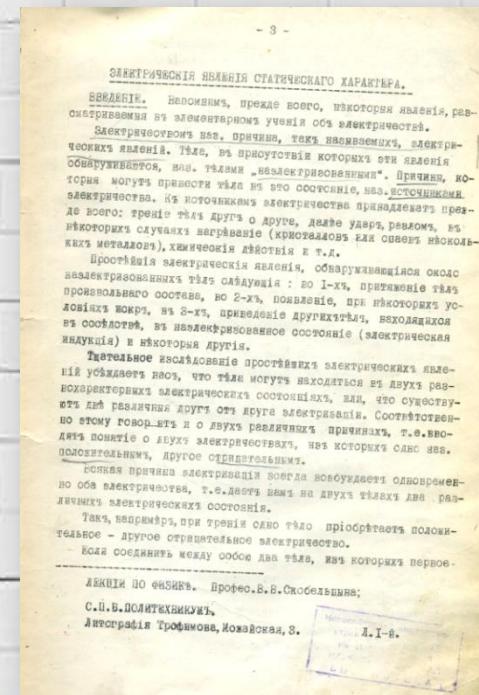 - 3 -
ЭЛЕКТРИЧЕСКІЯ ЯВЛЕНІЯ СТАТИЧЕСКАГО ХАРАКТЕРА.
ВВЕДЕНІЕ. Напомнимъ, прежде всего, нѣкоторыя явленія, раз-
сматриваемыя въ элементарномъ ученіи объ электричествѣ.
Электричествомъ наз. причина, такъ называемыхъ, электри-
ческихъ явленій. Тѣла, въ присутствіи которыхъ эти явленія
обнаруживаются, наз. тѣлами „наэлектризованными". Причины, ко-
торыя могутъ привести тѣла въ это состояніе, наз. источниками
электричества. Къ источникамъ электричества принадлежатъ преж-
де всего: треніе тѣлъ другъ о друга, далѣе ударъ, разломъ, въ
нѣкоторыхъ случаяхъ нагрѣваніе (кристалловъ или спаевъ нѣсколь-
кихъ металловъ), химическія дѣйствія и т.д.
Простѣйшія электрическія явленія, обнаруживающіяся около
наэлектризованныхъ тѣлъ слѣдующія : во I-хъ, притяженіе тѣлъ
произвольнаго состава, во 2-хъ, появленіе, при нѣкоторыхъ ус-
ловіяхъ искръ, въ 3-хъ, приведеніе другихъ тѣлъ, находящихся
въ сосѣдствѣ, въ наэлектризованное состояніе (электрическая
индукція) и нѣкоторыя другія.
Тщательное изслѣдованіе простѣйшихъ электрическихъ явле-
ній убѣждаетъ насъ, что тѣла могутъ находиться въ двухъ раз-
нохарактерныхъ электрическихъ состояніяхъ, или, что существу-
ютъ двѣ различныя другъ отъ друга электризаціи. Соотвѣтствен-
но этому говорятъ и о двухъ различныхъ причинахъ, т.е. вво-
дятъ понятіе о двухъ электричествахъ, изъ которыхъ одно наз.
положительнымъ, другое отрицательнымъ.
Всякая причина электризаціи всегда возбуждаетъ одновремен-
но оба электричества, т.е. даетъ намъ на двухъ тѣлахъ два раз-
личныхъ электрическихъ состоянія.
Такъ, напримѣръ, при треніи одно тѣло пріобрѣтаетъ положи-
тельное - другое отрицательное электричество.
Если соединить между собою два тѣла, изъ которыхъ первое-
ЛЕКЦІИ ПО ФИЗИКѢ. Профес. В.В. Скобельцына;
С.П.Б. ПОЛИТЕХНИКУМЪ.
Литографія Трофимова, Можайская, 3. Л. I-й.